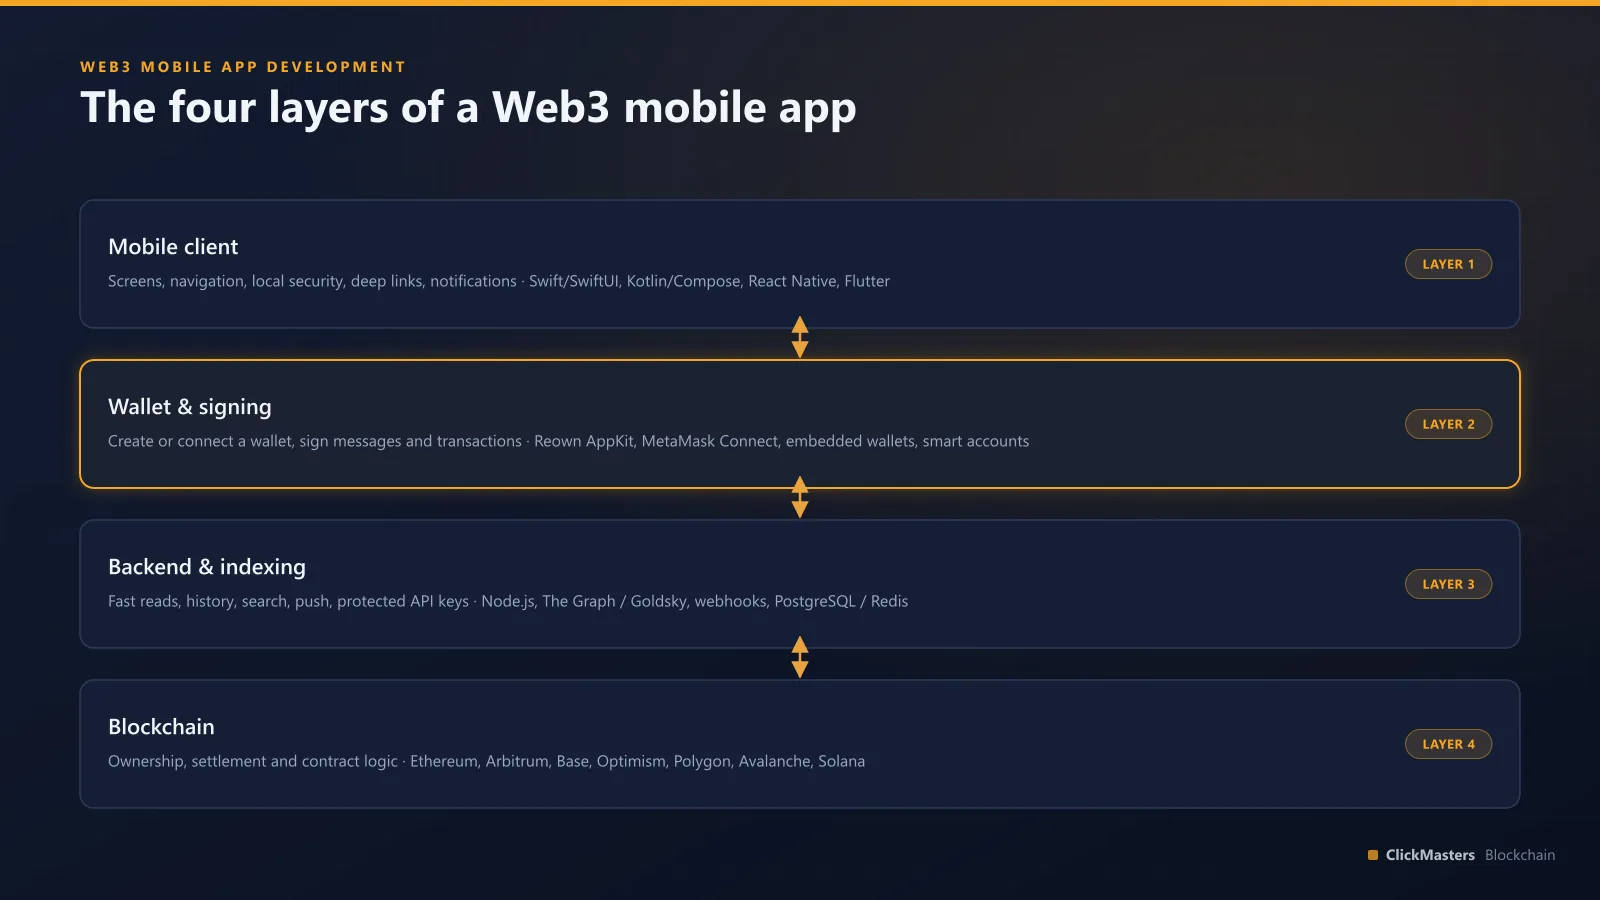 WEB3 MOBILE APP DEVELOPMENT
The four layers of a Web3 mobile app
Mobile client
Screens, navigation, local security, deep links, notifications · Swift/SwiftUI, Kotlin/Compose, React Native, Flutter
LAYER 1
Wallet & signing
Create or connect a wallet, sign messages and transactions · Reown AppKit, MetaMask Connect, embedded wallets, smart accounts
LAYER 2
Backend & indexing
Fast reads, history, search, push, protected API keys · Node.js, The Graph / Goldsky, webhooks, PostgreSQL / Redis
LAYER 3
Blockchain
Ownership, settlement and contract logic · Ethereum, Arbitrum, Base, Optimism, Polygon, Avalanche, Solana
LAYER 4
ClickMasters Blockchain